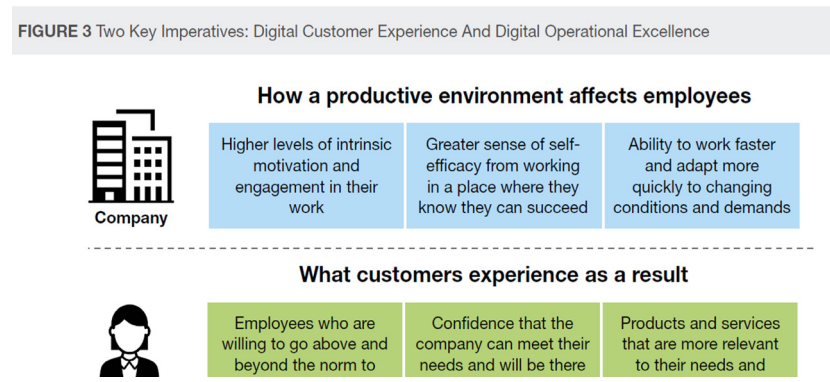 FIGURE 3 Two Key Imperatives: Digital Customer Experience And Digital Operational Excellence
How a productive environment affects employees
Company
Higher levels of intrinsic
motivation and
engagement in their
work
Greater sense of self-
efficacy from working
in a place where they
know they can succeed
Ability to work faster
and adapt more
quickly to changing
conditions and demands
What customers experience as a result
Employees who are
willing to go above and
beyond the norm to
Confidence that the
company can meet their
needs and will be there
Products and services
that are more relevant
to their needs and